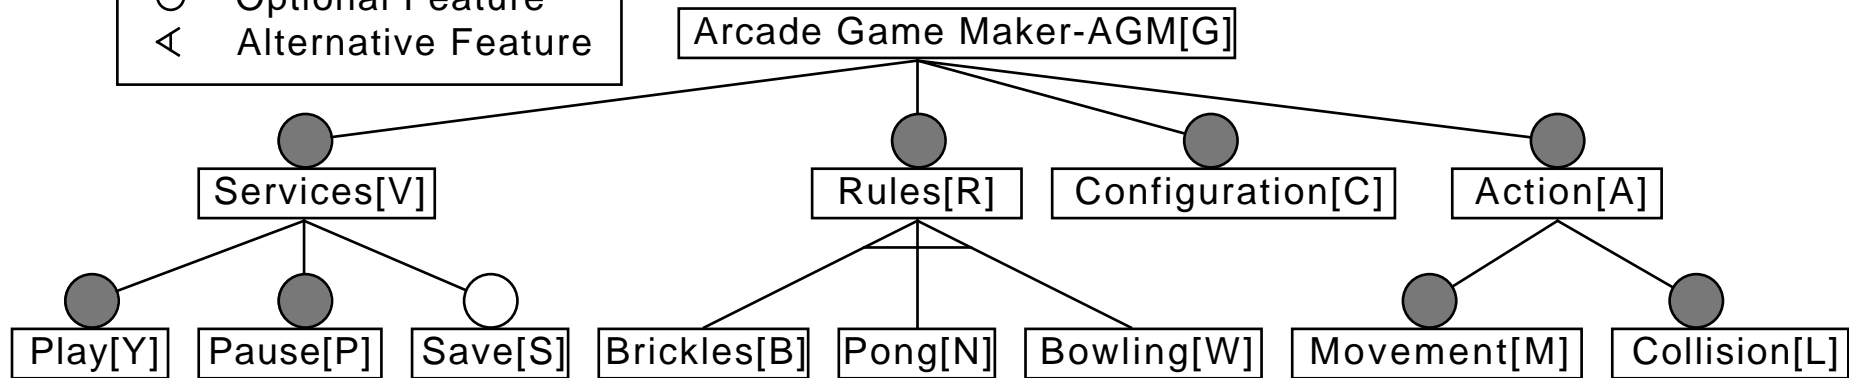 Optional Feature
Alternative Feature
Arcade Game Maker-AGM[G]
Services[V]
Rules[R]
Configuration[C]
Action[A]
Play[Y]
Pause[P]
Save[S]
Brickles[B]
Pong[N]
Bowling[W]
Movement[M]
Collision[L]